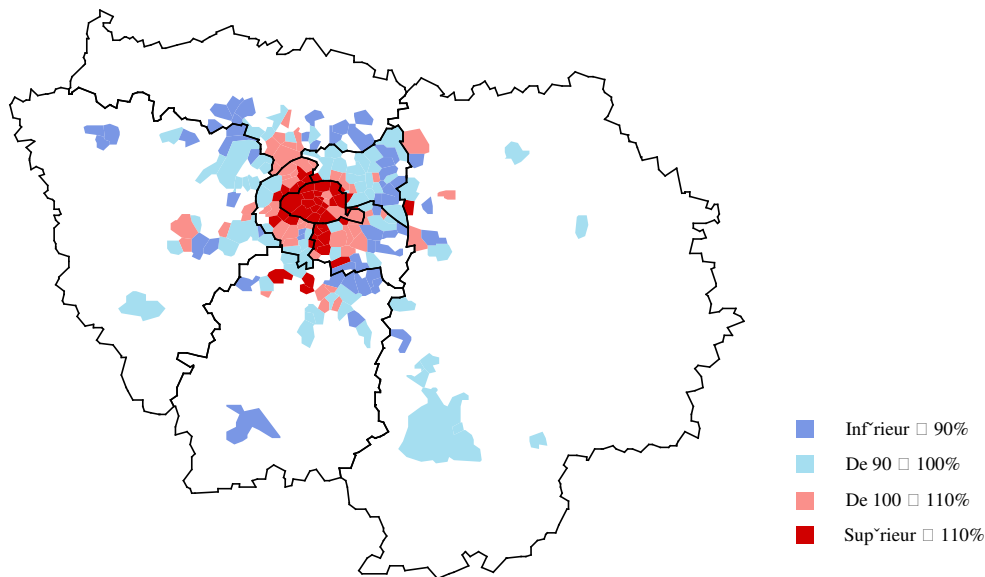 Infˇrieur □ 90%
De 90 □ 100%
De 100 □ 110%
Supˇrieur □ 110%